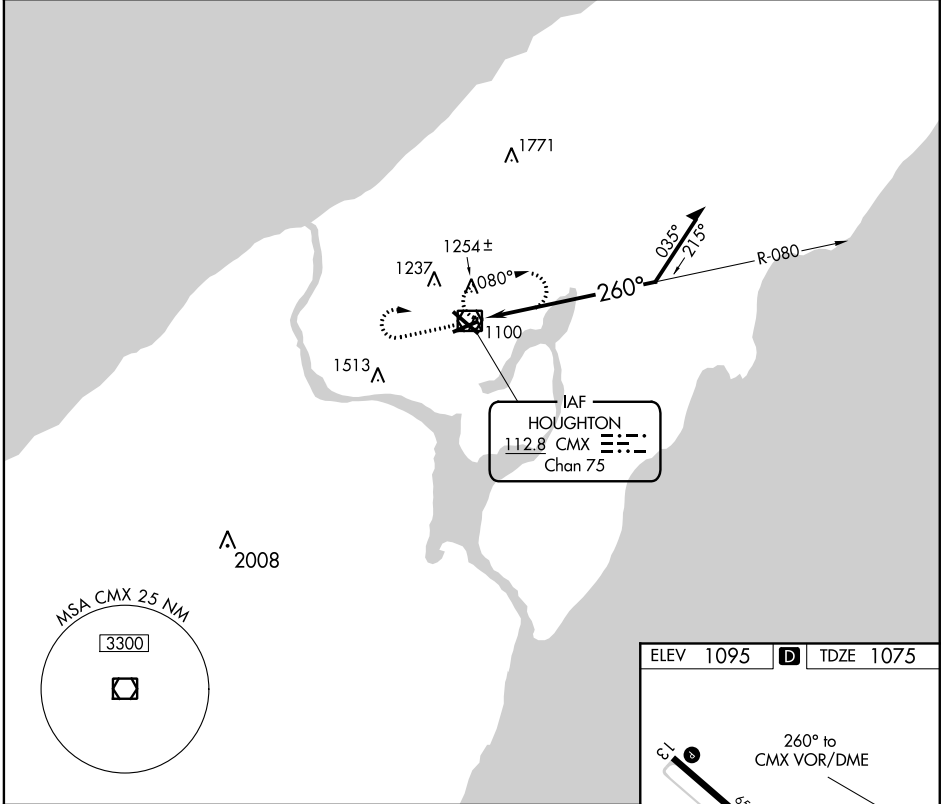 1771
1254 ±
1237
080°
035°
215°
R-080
260°
1100
1513
IAF
HOUGHTON
112.8 CMX
Chan 75
2008
MSA CMX 25 NM
3300
ELEV 1095 D TDZE 1075
260° to
CMX VOR/DME
13
P